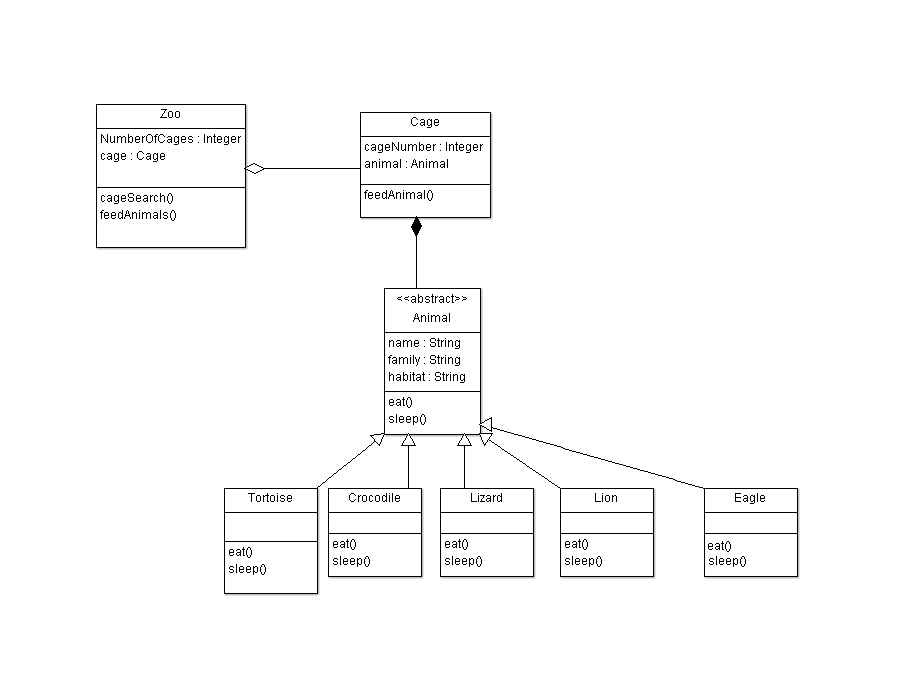 Zoo
NumberOfCages : Integer
cage : Cage
cageSearch()
feedAnimals()
Cage
cageNumber : Integer
animal : Animal
feedAnimal()
<<abstract>>
Animal
name : String
family : String
habitat : String
eat()
sleep()
Tortoise
eat()
sleep()
Crocodile
eat()
sleep()
Lizard
eat()
sleep()
Lion
eat()
sleep()
Eagle
eat()
sleep()